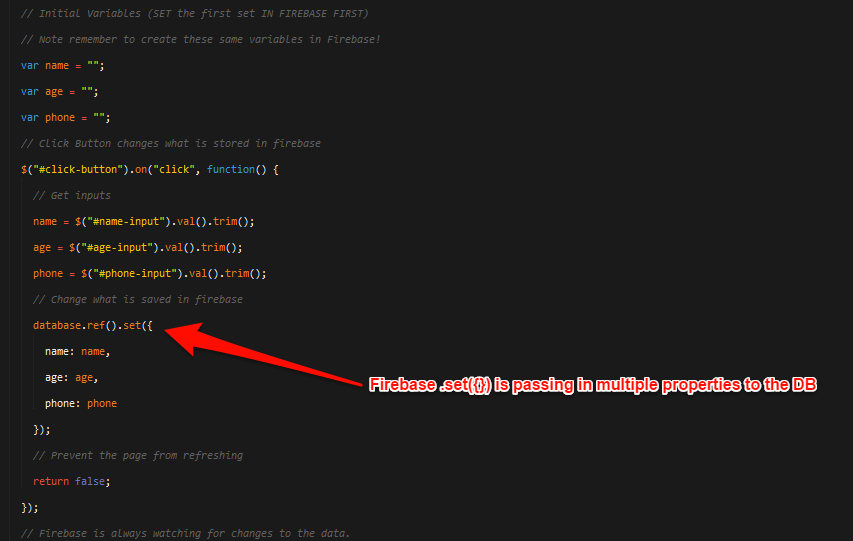 // Initial Variables (SET the first set IN FIREBASE FIRST)
// Note remember to create these same variables in Firebase!
var name = "";
var age = "";
var phone = "";
// Click Button changes what is stored in firebase
$("#click-button").on("click", function() {
// Get inputs
name = $("#name-input").val().trim();
age = $("#age-input").val().trim();
phone = $("#phone-input").val().trim();
// Change what is saved in firebase
database.ref().set({
name: name,
age: age,
Firebase .set({}) is passing in multiple properties to the DB
phone: phone
});
// Prevent the page from refreshing
return false;
});
// Firebase is always watching for changes to the data.